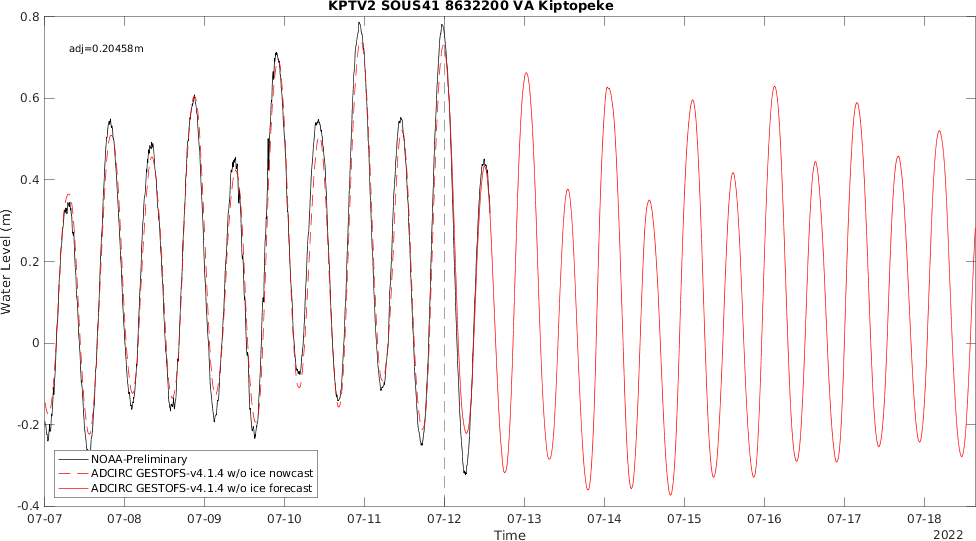 KPTV2 SOUS41 8632200 VA Kiptopeke
adj=0.20458m
0.8
0.6
0.4
0.2
0
-0.2
-0.4
Water Level (m)
NOAA-Preliminary
ADCIRC GESTOFS-v4.1.4 w/o ice nowcast
ADCIRC GESTOFS-v4.1.4 w/o ice forecast
07-07 07-08 07-09 07-10 07-11 07-12 07-13 07-14 07-15 07-16 07-17 07-18
Time
2022